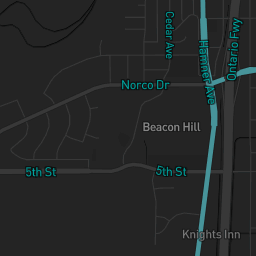 Cedar Ave
Hamner Ave
Ontario Fwy
Norco Dr
Beacon Hill
5th St
5th St
Knights Inn